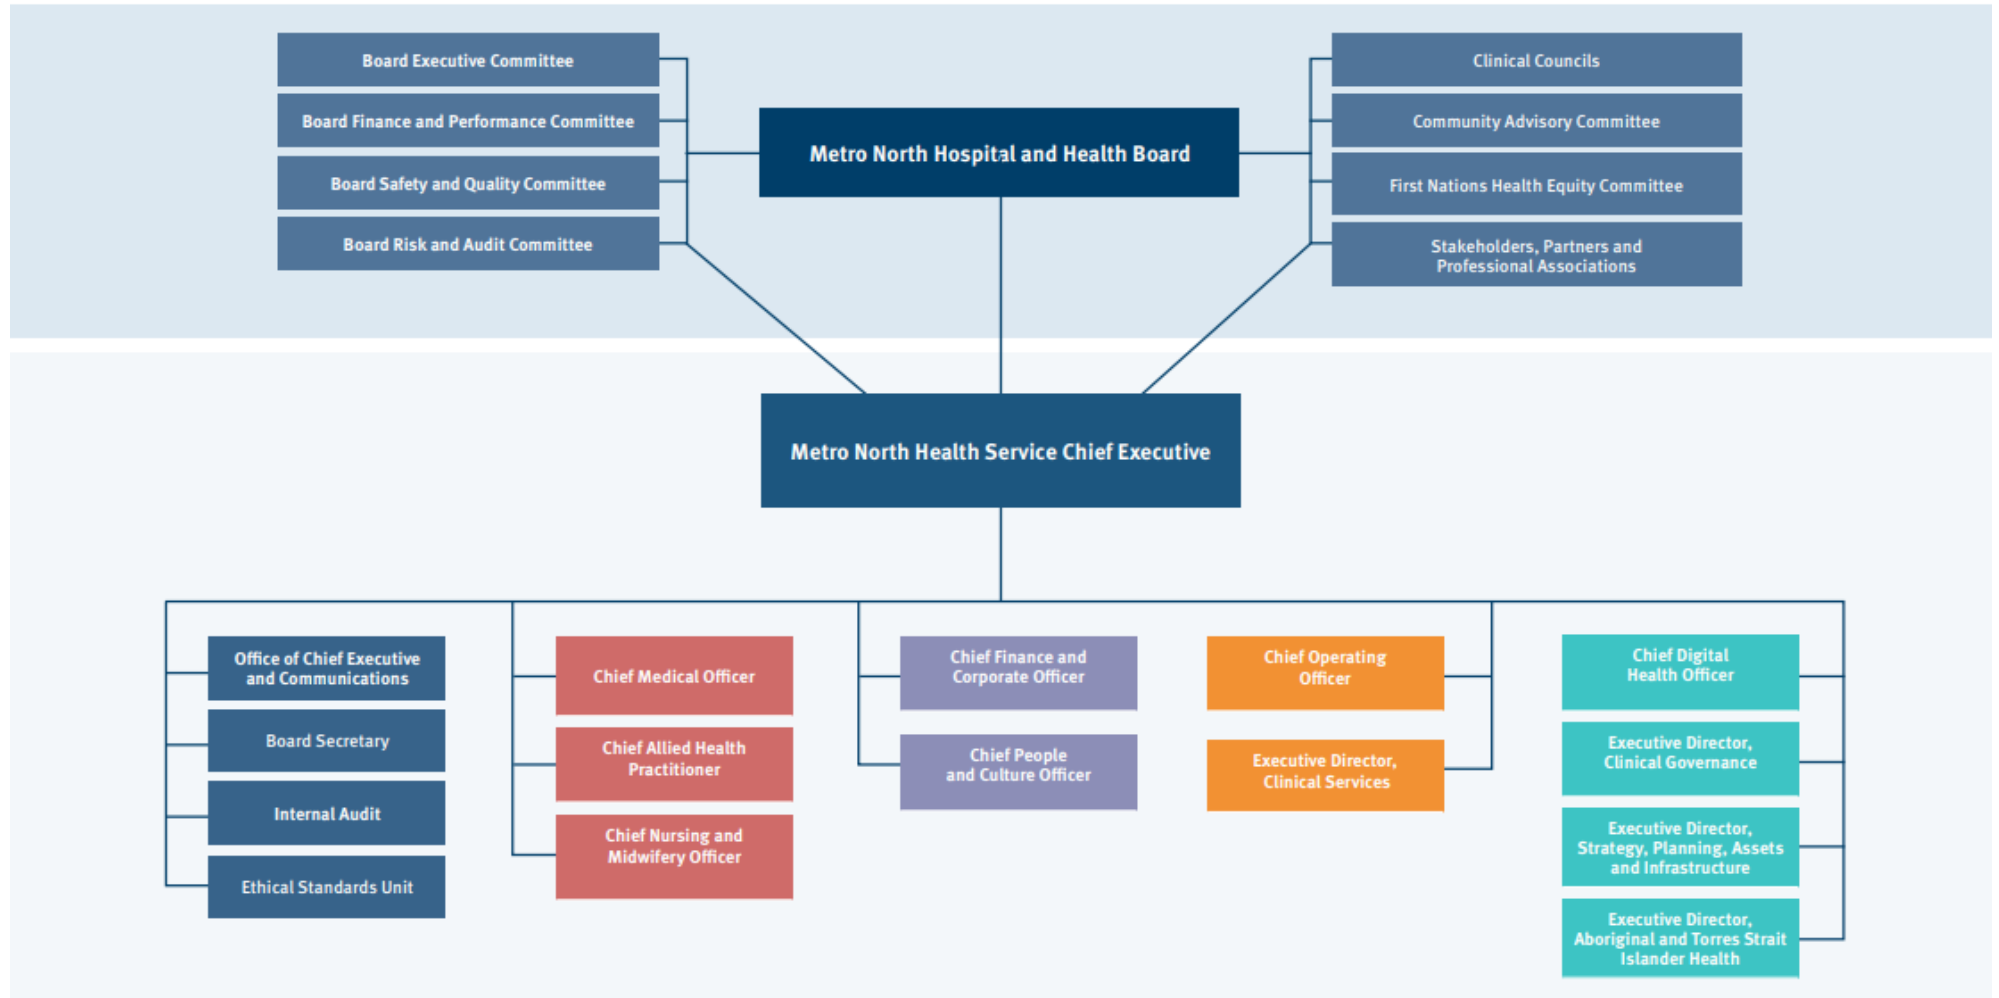 Board Executive Committee
Board Finance and Performance Committee
Board Safety and Quality Committee
Board Risk and Audit Committee
Metro North Hospital and Health Board
Clinical Councils
Community Advisory Committee
First Nations Health Equity Committee
Stakeholders, Partners and
Professional Associations
Metro North Health Service Chief Executive
Office of Chief Executive
and Communications
Board Secretary
Internal Audit
Ethical Standards Unit
Chief Medical Officer
Chief Allied Health
Practitioner
Chief Nursing and
Midwifery Officer
Chief Finance and
Corporate Officer
Chief People
and Culture Officer
Chief Operating
Officer
Executive Director,
Clinical Services
Chief Digital
Health Officer
Executive Director,
Clinical Governance
Executive Director,
Strategy, Planning, Assets
and Infrastructure
Executive Director,
Aboriginal and Torres Strait
Islander Health